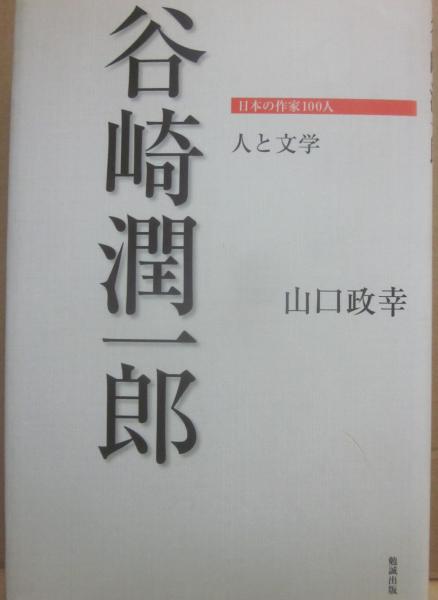 谷崎潤一郎
日本の作家100人
人と文学
山口政幸
勉誠出版